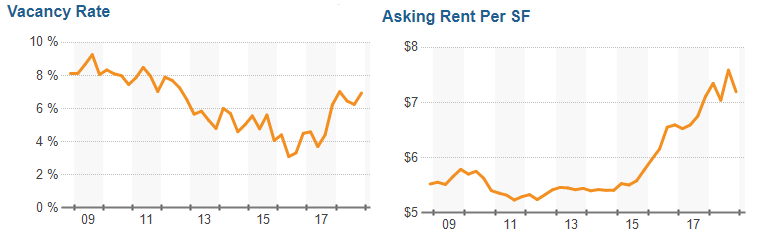 Vacancy Rate
10 %
8 %
6 %
4 %
2 %
0 %
09 11 13 15 17
Asking Rent Per SF
$8
$7
$6
$5
09 11 13 15 17